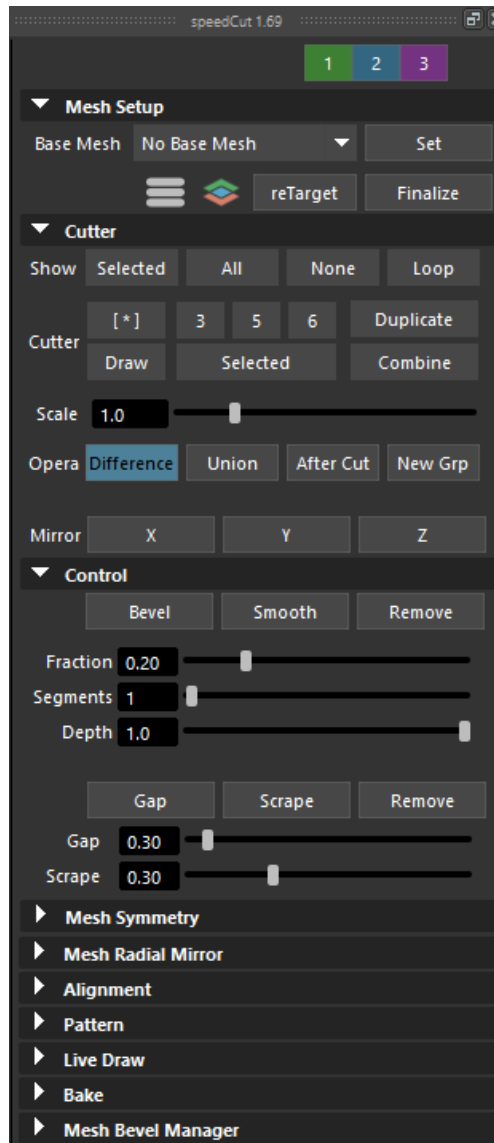 speedCut 1.69
1 2 3
Mesh Setup
Base Mesh No Base Mesh Set
reTarget Finalize
Cutter
Show Selected All None Loop
[*] 3 5 6 Duplicate
Cutter
Draw Selected Combine
Scale 1.0
Opera Difference Union After Cut New Grp
Mirror X Y Z
Control
Bevel Smooth Remove
Fraction 0.20
Segments 1
Depth 1.0
Gap Scrape Remove
Gap 0.30
Scrape 0.30
Mesh Symmetry
Mesh Radial Mirror
Alignment
Pattern
Live Draw
Bake
Mesh Bevel Manager